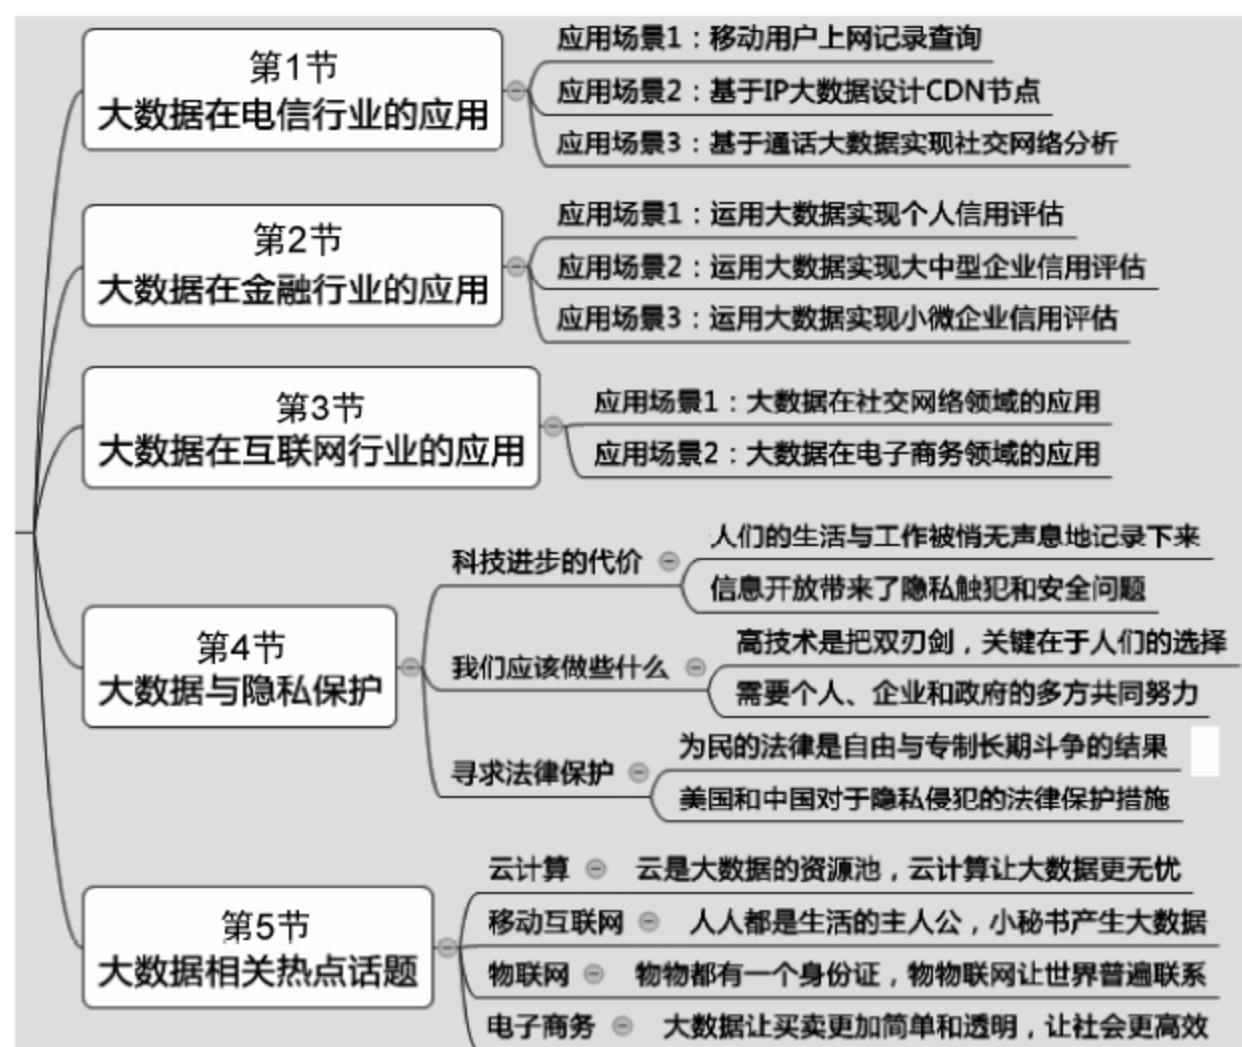 第1节
大数据在电信行业的应用
应用场景1：移动用户上网记录查询
应用场景2：基于IP大数据设计CDN节点
应用场景3：基于通话大数据实现社交网络分析
第2节
大数据在金融行业的应用
应用场景1：运用大数据实现个人信用评估
应用场景2：运用大数据实现大中型企业信用评估
应用场景3：运用大数据实现小微企业信用评估
第3节
大数据在互联网行业的应用
应用场景1：大数据在社交网络领域的应用
应用场景2：大数据在电子商务领域的应用
第4节
大数据与隐私保护
科技进步的代价
人们的生活与工作被悄无声息地记录下来
信息开放带来了隐私触犯和安全问题
我们应该做些什么
高技术是把双刃剑，关键在于人们的选择
需要个人、企业和政府的多方共同努力
寻求法律保护
为民的法律是自由与专制长期斗争的结果
美国和中国对于隐私侵犯的法律保护措施
第5节
大数据相关热点话题
云计算
云是大数据的资源池，云计算让大数据更无忧
移动互联网
人人都是生活的主人公，小秘书产生大数据
物联网
物物都有一个身份证，物物联网让世界普遍联系
电子商务
大数据让买卖更加简单和透明，让社会更高效